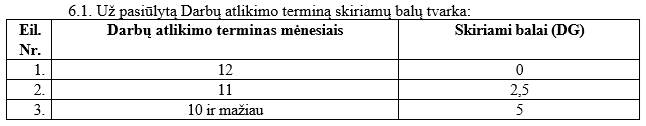 6.1. Už pasiūlytą Darbų atlikimo terminą skiriamų balų tvarka:
Eil. Nr. Darbų atlikimo terminas mėnesiais Skiriami balai (DG)
1. 12 0
2. 11 2,5
3. 10 ir mažiau 5